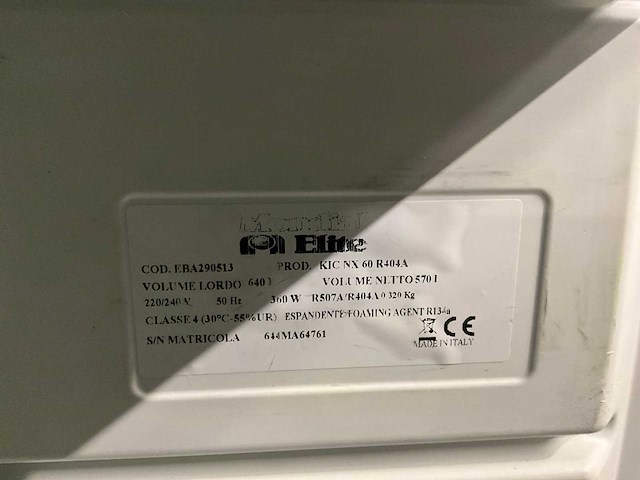 Elite
COD. EBA290513 PROD. KIC NX 60 R404A
VOLUME LORDO 640 l VOLUME NETTO 570 l
220/240 V 50 Hz 360 W R507A/R404A 0 320 Kg
CLASSE 4 (30°C-55%UR) ESPANDENTE-FOAMING AGENT R134a
CE
S/N MATRICOLA 644MA64761
MADE IN ITALY